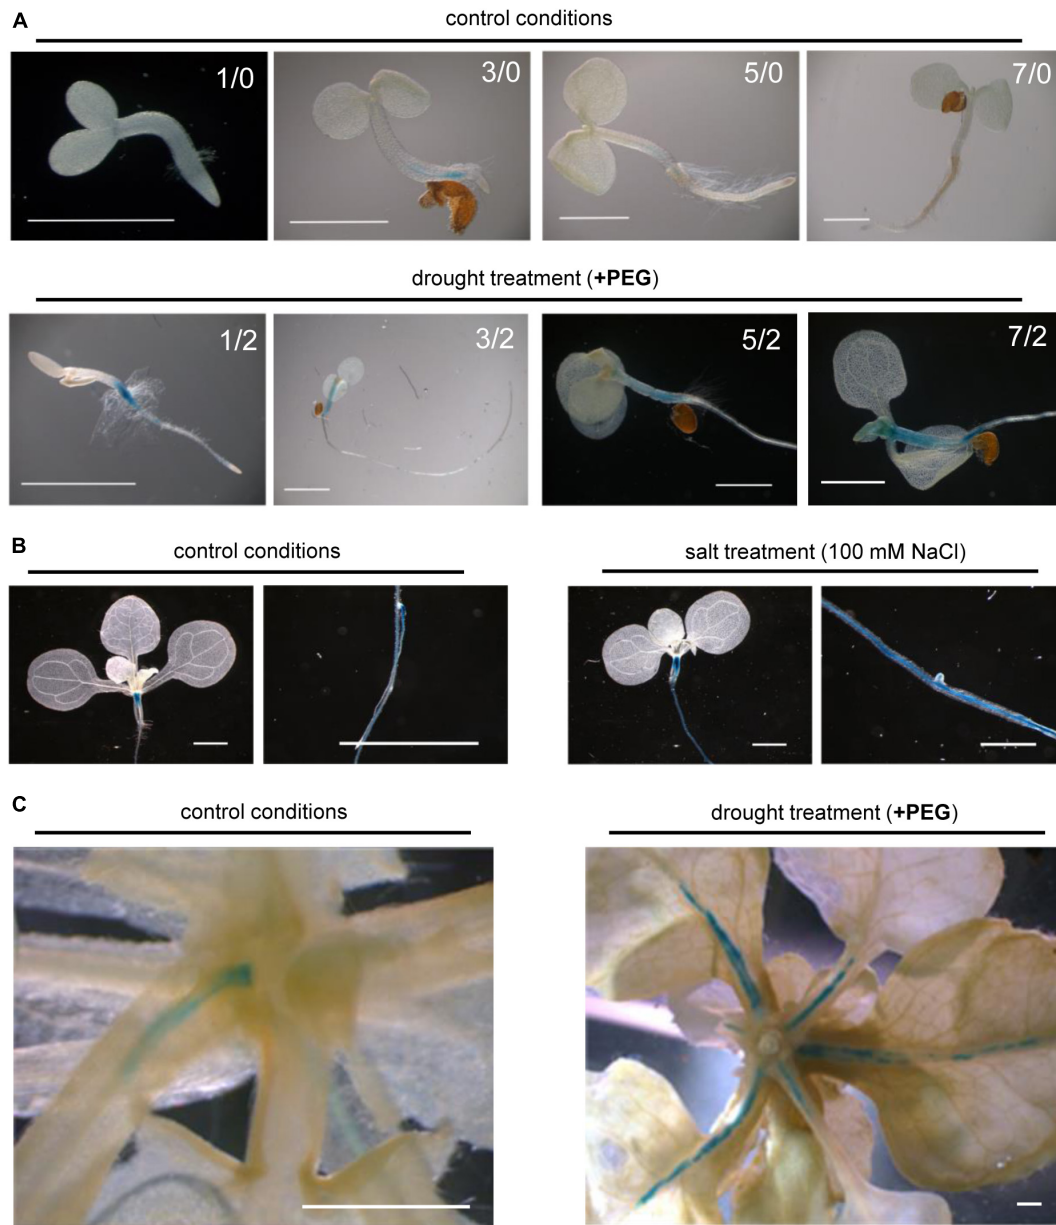 A
control conditions
1/0
3/0
5/0
7/0
drought treatment (+PEG)
1/2
3/2
5/2
7/2
B
control conditions
salt treatment (100 mM NaCl)
C
control conditions
drought treatment (+PEG)